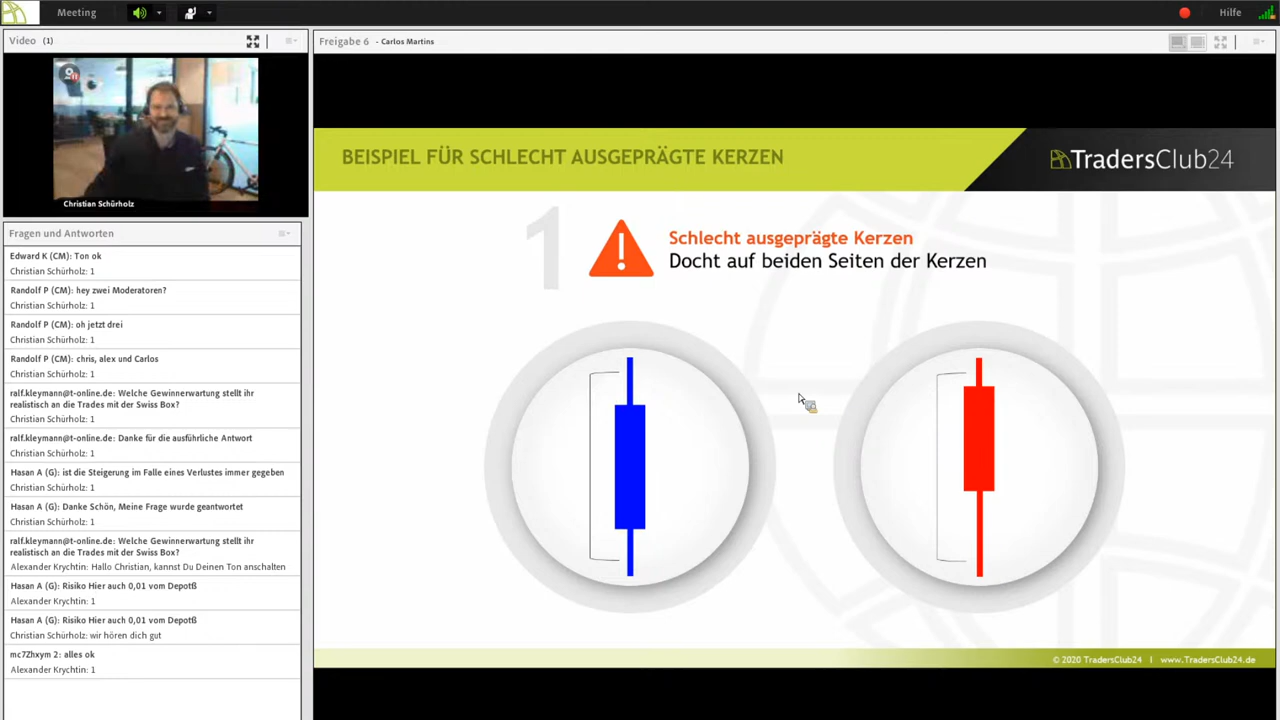 Meeting
Hilfe
Video (1)
Christian Schürholz
Fragen und Antworten
Edward K (CM): Ton ok
Christian Schürholz: 1
Randolf P (CM): hey zwei Moderatoren?
Christian Schürholz: 1
Randolf P (CM): oh jetzt drei
Christian Schürholz: 1
Randolf P (CM): chris, alex und Carlos
Christian Schürholz: 1
ralf.kleymann@t-online.de: Welche Gewinnerwartung stellt ihr
realistisch an die Trades mit der Swiss Box?
Christian Schürholz: 1
ralf.kleymann@t-online.de: Danke für die ausführliche Antwort
Christian Schürholz: 1
Hasan A (G): ist die Steigerung im Falle eines Verlustes immer gegeben
Christian Schürholz: 1
Hasan A (G): Danke Schön, Meine Frage wurde geantwortet
Christian Schürholz: 1
ralf.kleymann@t-online.de: Welche Gewinnerwartung stellt ihr
realistisch an die Trades mit der Swiss Box?
Alexander Krychtin: Hallo Christian, kannst Du Deinen Ton anschalten
Hasan A (G): Risiko Hier auch 0,01 vom Depotß
Alexander Krychtin: 1
Hasan A (G): Risiko Hier auch 0,01 vom Depotß
Christian Schürholz: wir hören dich gut
mc7Zhxym 2: alles ok
Alexander Krychtin: 1
Freigabe 6 - Carlos Martins
BEISPIEL FÜR SCHLECHT AUSGEPRÄGTE KERZEN
TradersClub24
1
!
Schlecht ausgeprägte Kerzen
Docht auf beiden Seiten der Kerzen
© 2020 TradersClub24 | www.TradersClub24.de